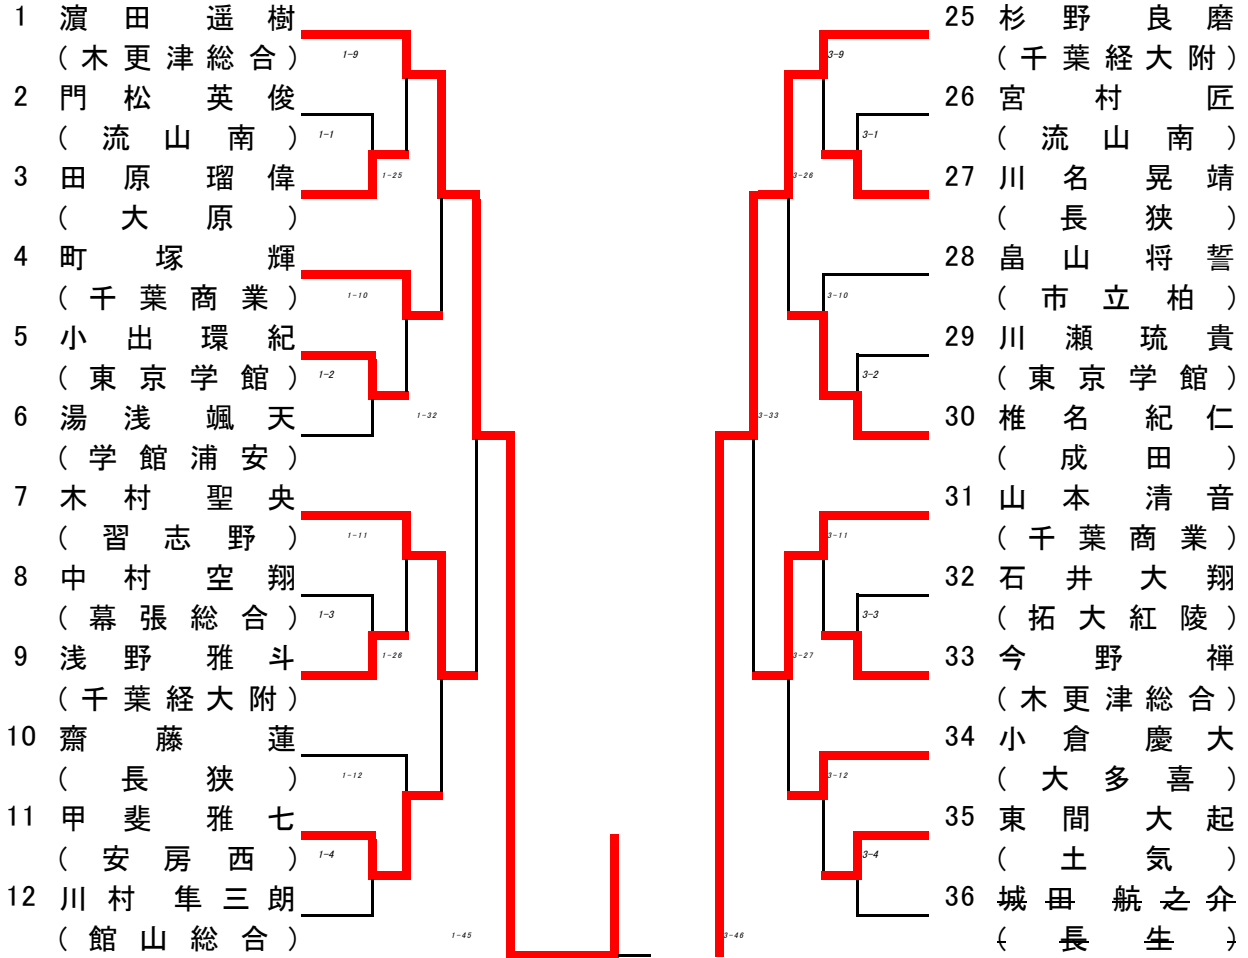 1 濵田 遥樹
(木更津総合)
2 門松 英俊
(流山南)
3 田原 瑠偉
(大原)
4 町塚 輝
(千葉商業)
5 小出 環紀
(東京学館)
6 湯浅 颯天
(学館浦安)
7 木村 聖央
(習志野)
8 中村 空翔
(幕張総合)
9 浅野 雅斗
(千葉経大附)
10 齋藤 蓮
(長狭)
11 甲斐 雅七
(安房西)
12 川村 隼三朗
(館山総合)
1-9
1-1
1-25
1-10
1-2
1-32
1-11
1-3
1-26
1-12
1-4
1-45
3-9
3-1
3-26
3-10
3-2
3-33
3-11
3-3
3-27
3-12
3-4
3-46
25 杉野 良磨
(千葉経大附)
26 宮村 匠
(流山南)
27 川名 晃靖
(長狭)
28 畠山 将誓
(市立柏)
29 川瀬 琉貴
(東京学館)
30 椎名 紀仁
(成田)
31 山本 清音
(千葉商業)
32 石井 大翔
(拓大紅陵)
33 今野 禅
(木更津総合)
34 小倉 慶大
(大多喜)
35 東間 大起
(土気)
36 城田 航之介
(長生)